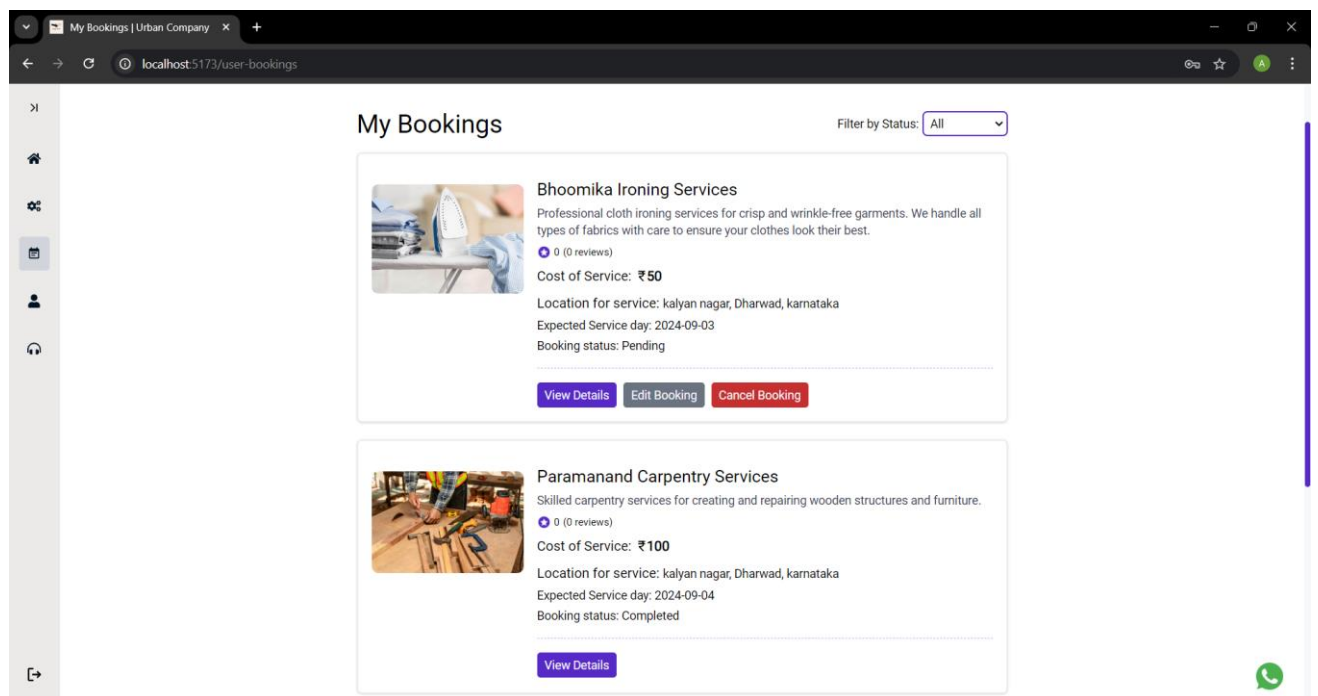 My Bookings | Urban Company
localhost:5173/user-bookings
A
My Bookings
Filter by Status: All
Bhoomika Ironing Services
Professional cloth ironing services for crisp and wrinkle-free garments. We handle all
types of fabrics with care to ensure your clothes look their best.
0 (0 reviews)
Cost of Service: ₹50
Location for service: kalyan nagar, Dharwad, karnataka
Expected Service day: 2024-09-03
Booking status: Pending
View Details Edit Booking Cancel Booking
Paramanand Carpentry Services
Skilled carpentry services for creating and repairing wooden structures and furniture.
0 (0 reviews)
Cost of Service: ₹100
Location for service: kalyan nagar, Dharwad, karnataka
Expected Service day: 2024-09-04
Booking status: Completed
View Details